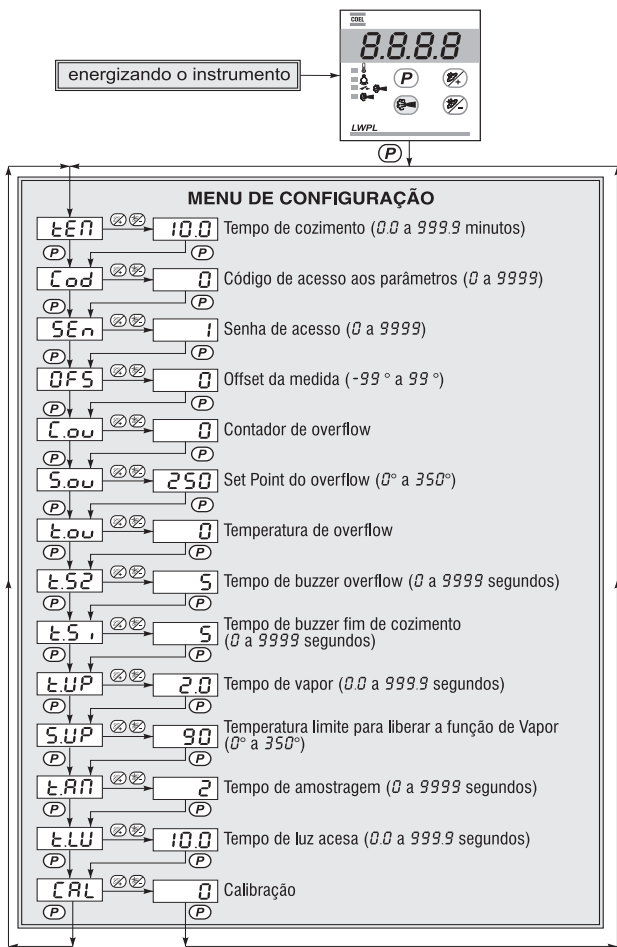 COEL
8.8.8.8
energizando o instrumento
P
LWPL
P
MENU DE CONFIGURAÇÃO
tEM 10.0 Tempo de cozimento (0.0 a 999.9 minutos)
P P
Cod 0 Código de acesso aos parâmetros (0 a 9999)
P P
SEn 1 Senha de acesso (0 a 9999)
P P
OFS 0 Offset da medida (-99 ° a 99 °)
P P
C.ou 0 Contador de overflow
P P
S.ou 250 Set Point do overflow (0° a 350°)
P P
t.ou 0 Temperatura de overflow
P P
t.S2 5 Tempo de buzzer overflow (0 a 9999 segundos)
P P
t.Si 5 Tempo de buzzer fim de cozimento
(0 a 9999 segundos)
P P
t.UP 2.0 Tempo de vapor (0.0 a 999.9 segundos)
P P
S.UP 90 Temperatura limite para liberar a função de Vapor
(0° a 350°)
P P
t.AM 2 Tempo de amostragem (0 a 9999 segundos)
P P
t.LU 10.0 Tempo de luz acesa (0.0 a 999.9 segundos)
P P
CAL 0 Calibração
P P